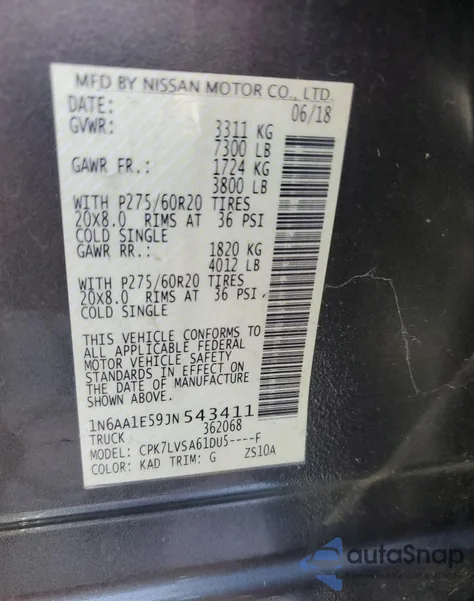 MFD BY NISSAN MOTOR CO., LTD.
DATE: 06/18
GVWR: 3311 KG
7300 LB
GAWR FR.: 1724 KG
3800 LB
WITH P275/60R20 TIRES
20X8.0 RIMS AT 36 PSI
COLD SINGLE
GAWR RR.: 1820 KG
4012 LB
WITH P275/60R20 TIRES
20X8.0 RIMS AT 36 PSI,
COLD SINGLE
THIS VEHICLE CONFORMS TO
ALL APPLICABLE FEDERAL
MOTOR VEHICLE SAFETY
STANDARDS IN EFFECT ON
THE DATE OF MANUFACTURE
SHOWN ABOVE.
1N6AA1E59JN543411
TRUCK 362068
MODEL: CPK7LVSA61DU5----F
COLOR: KAD TRIM: G ZS10A
autoSnap